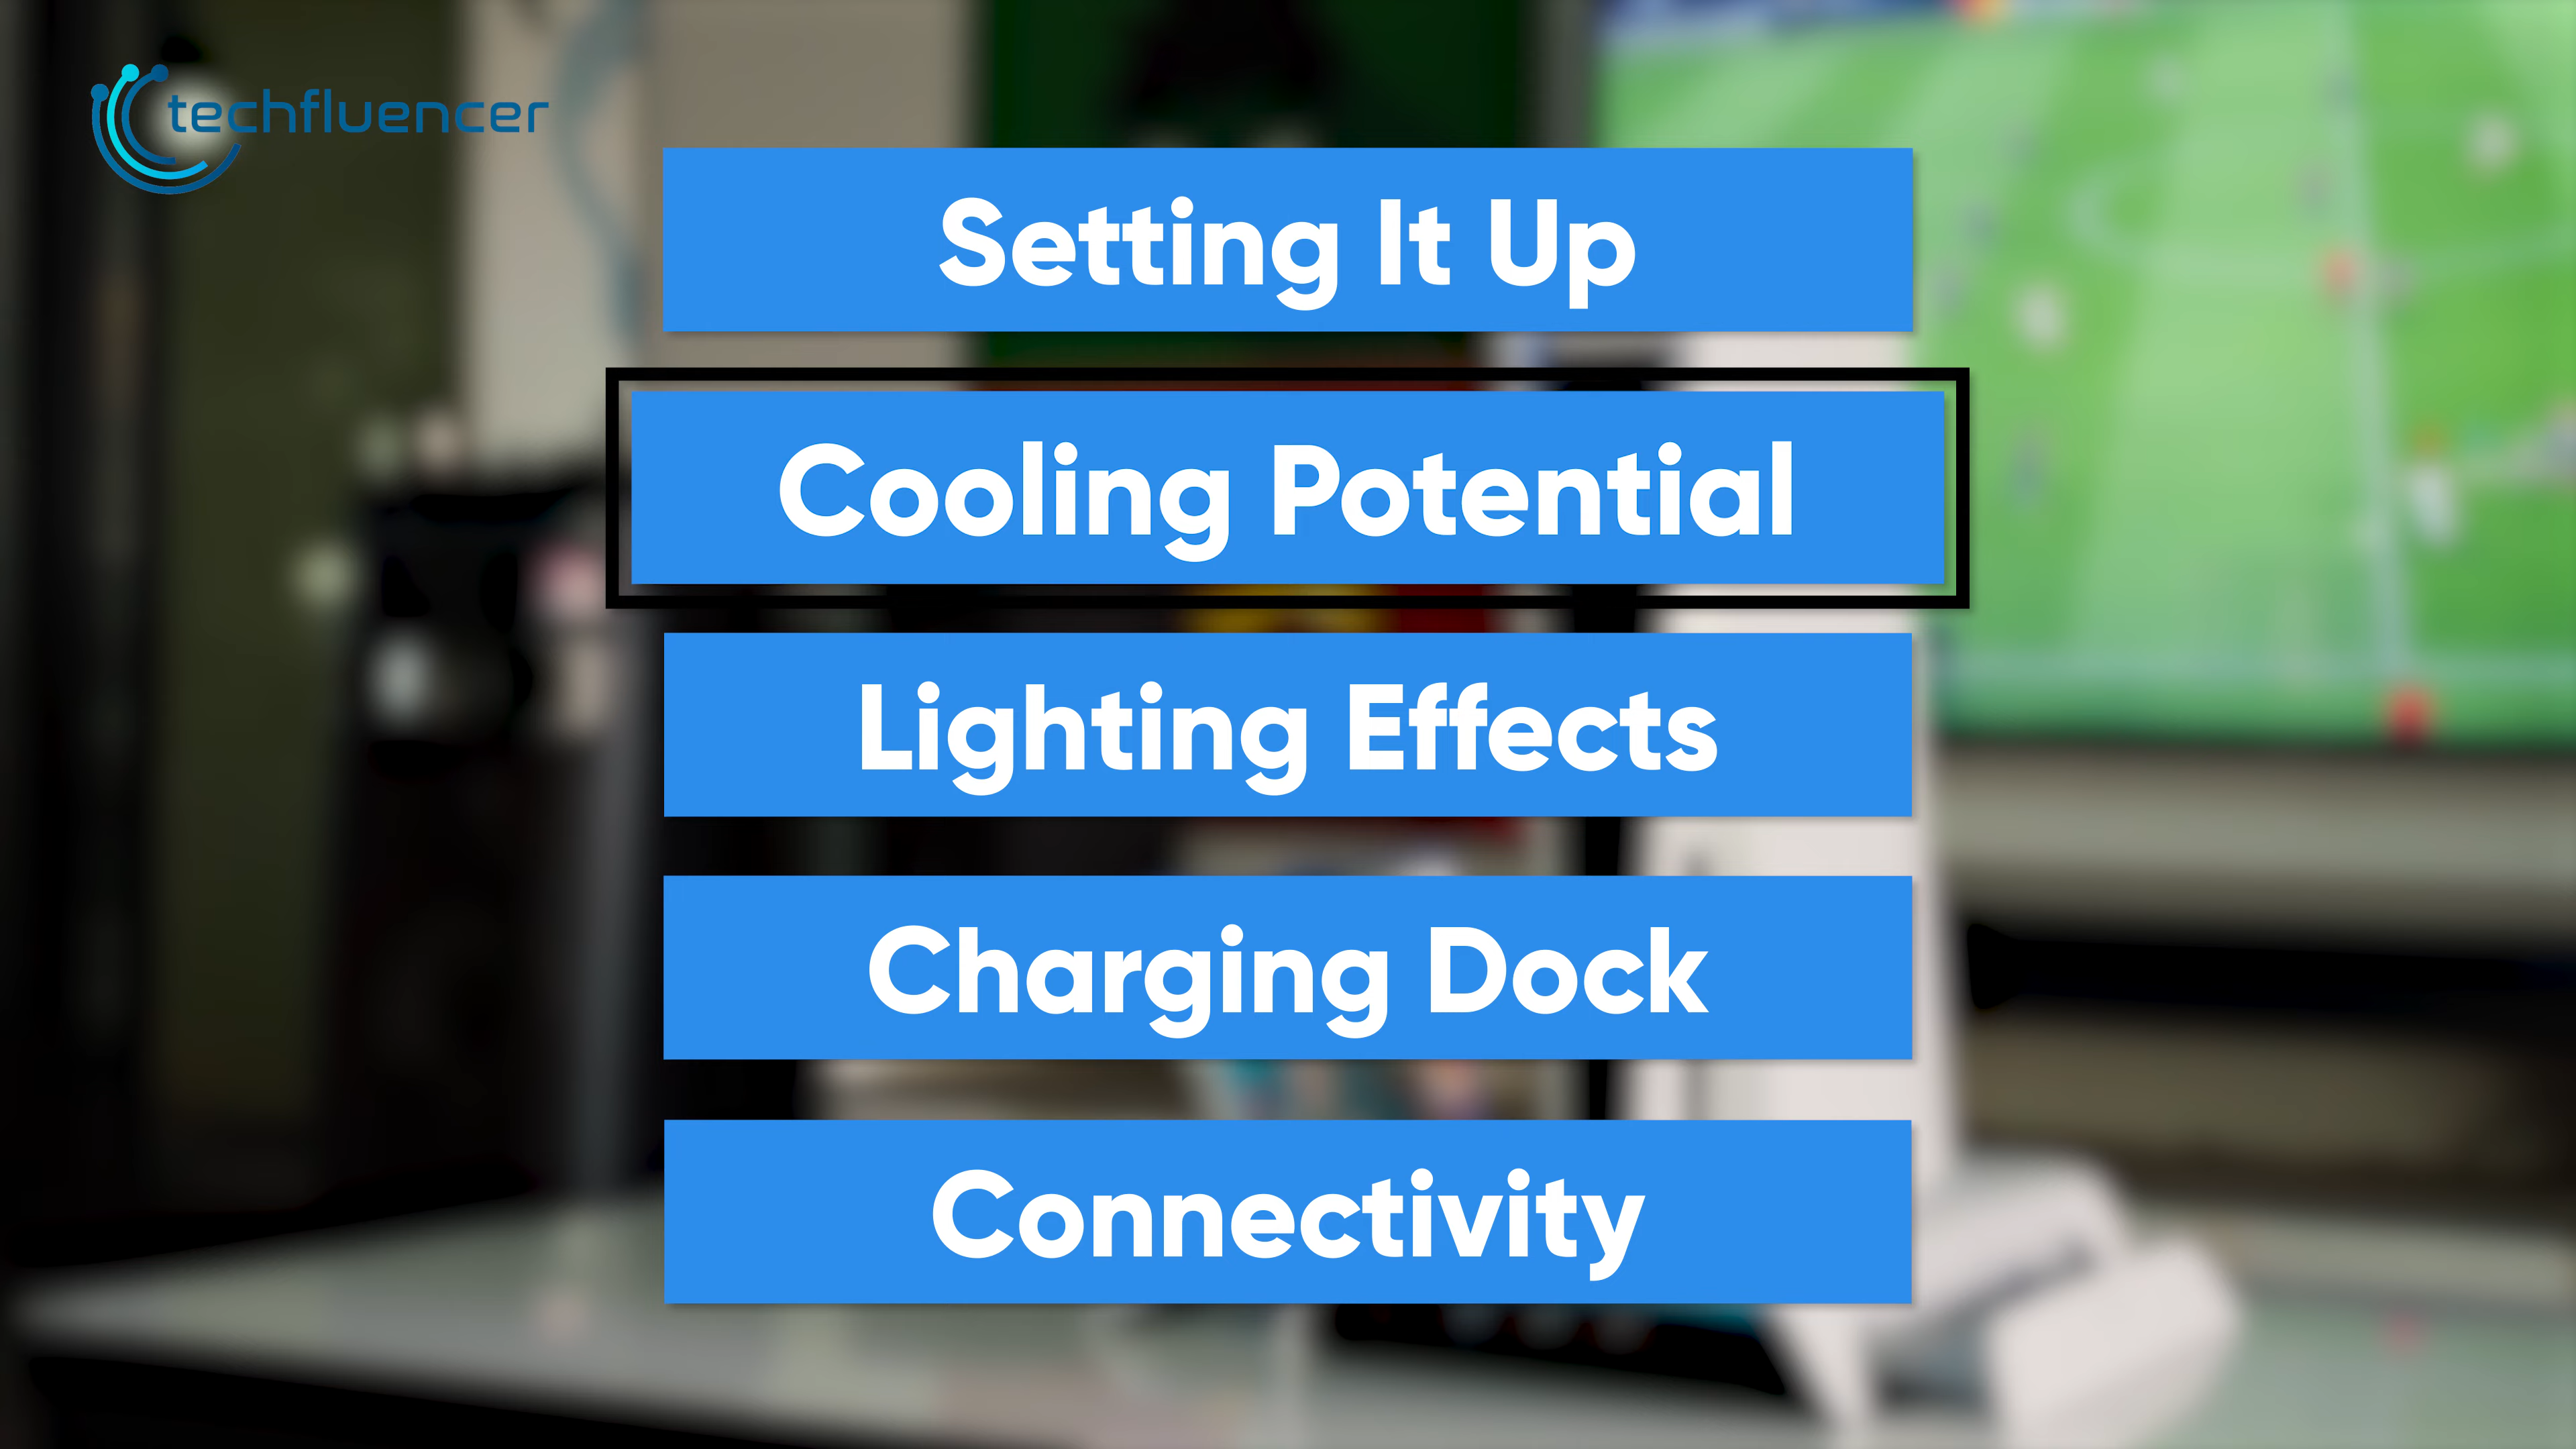 techfluencer
Setting It Up
Cooling Potential
Lighting Effects
Charging Dock
Connectivity